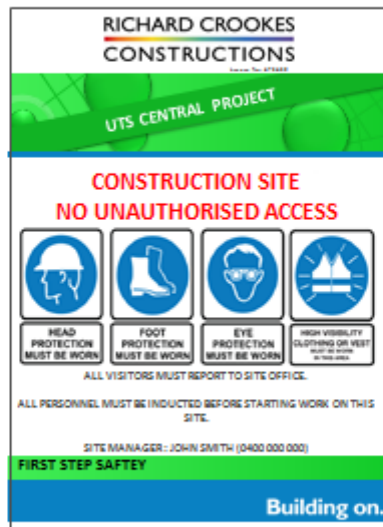 RICHARD CROOKES
CONSTRUCTIONS
UTS CENTRAL PROJECT
CONSTRUCTION SITE
NO UNAUTHORISED ACCESS
HEAD
PROTECTION
MUST BE WORN
FOOT
PROTECTION
MUST BE WORN
EYE
PROTECTION
MUST BE WORN
HIGH VISIBILITY
CLOTHING OR VEST
MUST BE WORN
IN THIS AREA
ALL VISITORS MUST REPORT TO SITE OFFICE.
ALL PERSONNEL MUST BE INDUCTED BEFORE STARTING WORK ON THIS
SITE.
SITE MANAGER: JOHN SMITH (0400 000 000)
FIRST STEP SAFTEY
Building on.